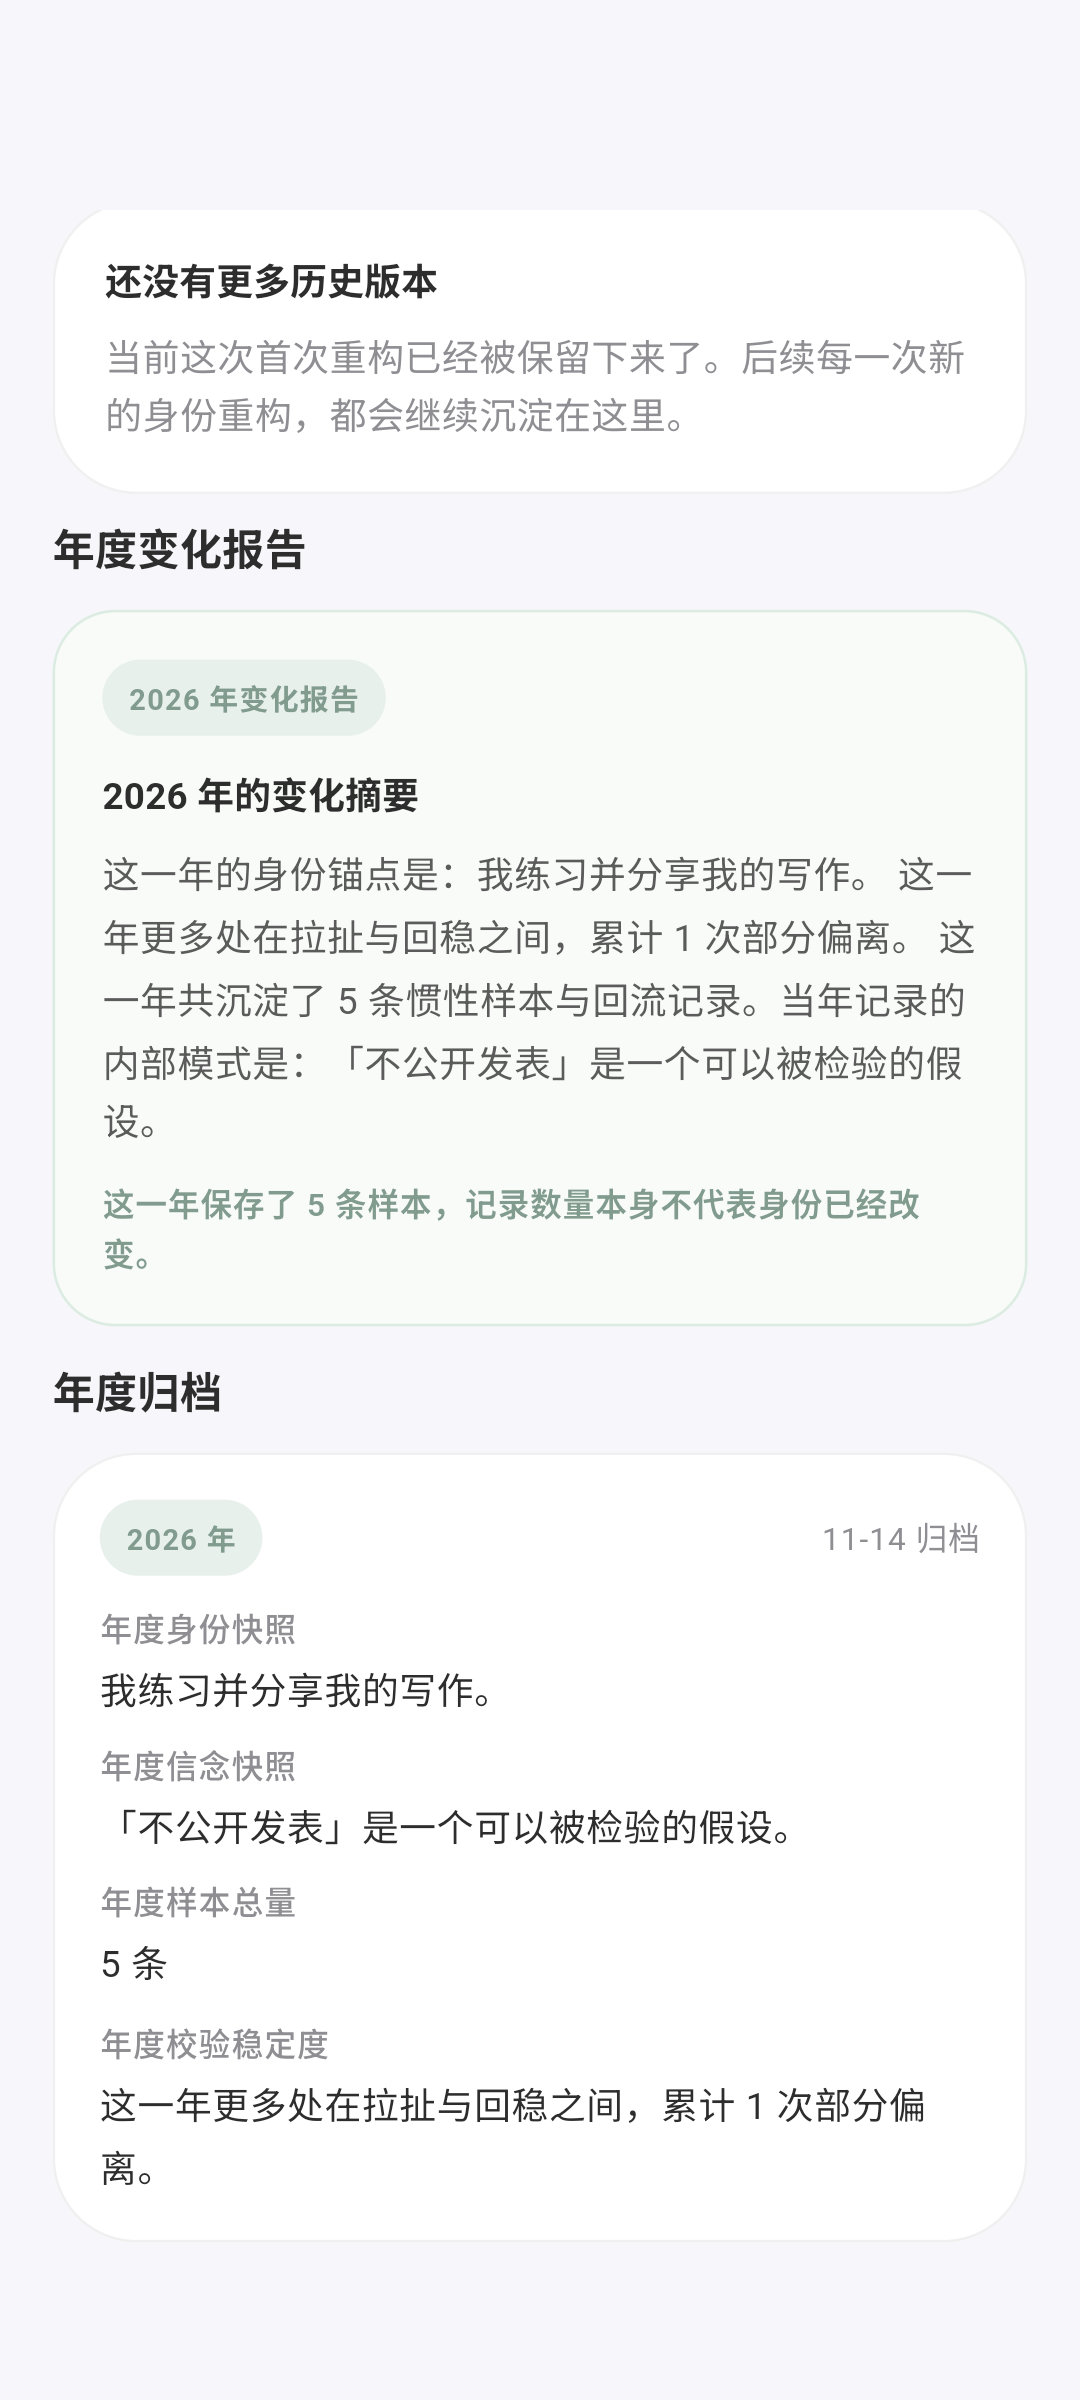 还没有更多历史版本
当前这次首次重构已经被保留下来了。后续每一次新
的身份重构，都会继续沉淀在这里。
年度变化报告
2026 年变化报告
2026 年的变化摘要
这一年的身份锚点是：我练习并分享我的写作。 这一
年更多处在拉扯与回稳之间，累计 1 次部分偏离。 这
一年共沉淀了 5 条惯性样本与回流记录。当年记录的
内部模式是：「不公开发表」是一个可以被检验的假
设。
这一年保存了 5 条样本，记录数量本身不代表身份已经改
变。
年度归档
2026 年
11-14 归档
年度身份快照
我练习并分享我的写作。
年度信念快照
「不公开发表」是一个可以被检验的假设。
年度样本总量
5 条
年度校验稳定度
这一年更多处在拉扯与回稳之间，累计 1 次部分偏
离。